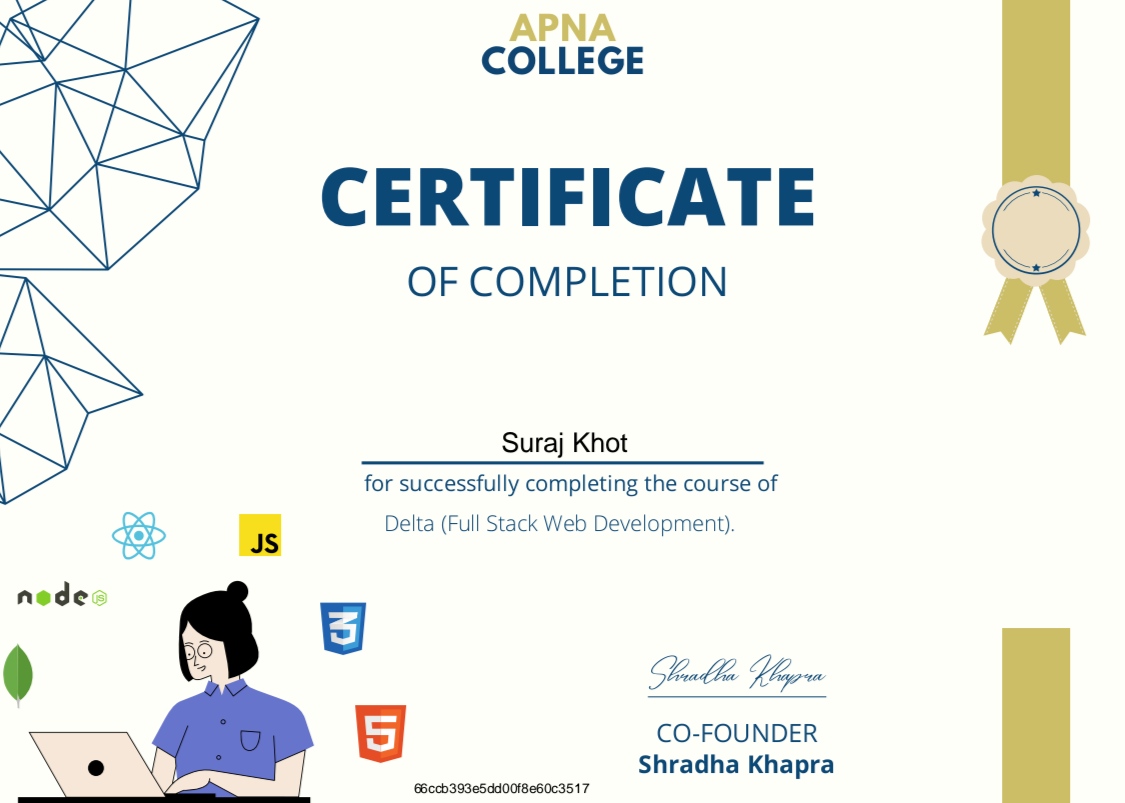 APNA
COLLEGE
CERTIFICATE
OF COMPLETION
Suraj Khot
for successfully completing the course of
Delta (Full Stack Web Development).
JS
node JS
3
5
Shradha Khapra
CO-FOUNDER
Shradha Khapra
66ccb393e5dd00f8e60c3517